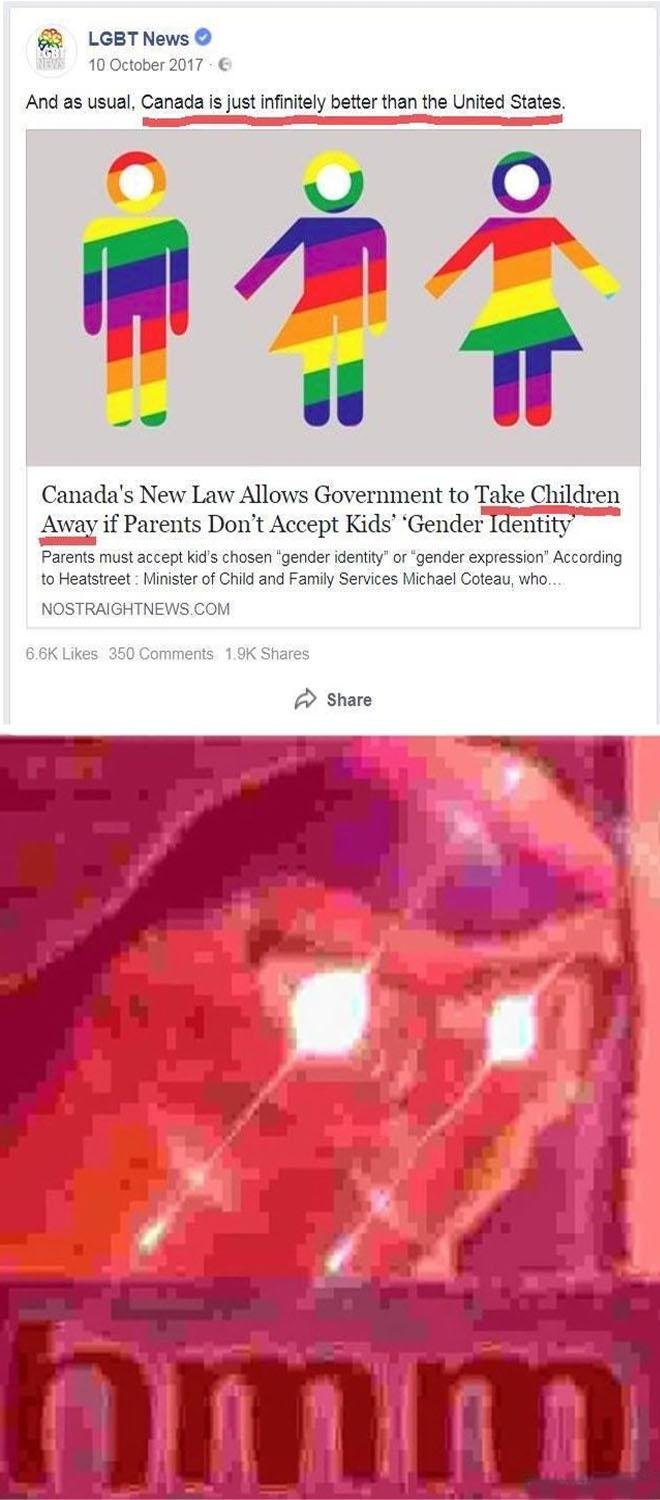 LGBT News
LGBT
NEWS
10 October 2017 ·
And as usual, Canada is just infinitely better than the United States.
Canada's New Law Allows Government to Take Children
Away if Parents Don't Accept Kids' ‘Gender Identity’
Parents must accept kid's chosen “gender identity” or “gender expression” According
to Heatstreet : Minister of Child and Family Services Michael Coteau, who...
NOSTRAIGHTNEWS.COM
6.6K Likes 350 Comments 1.9K Shares
Share
hmm